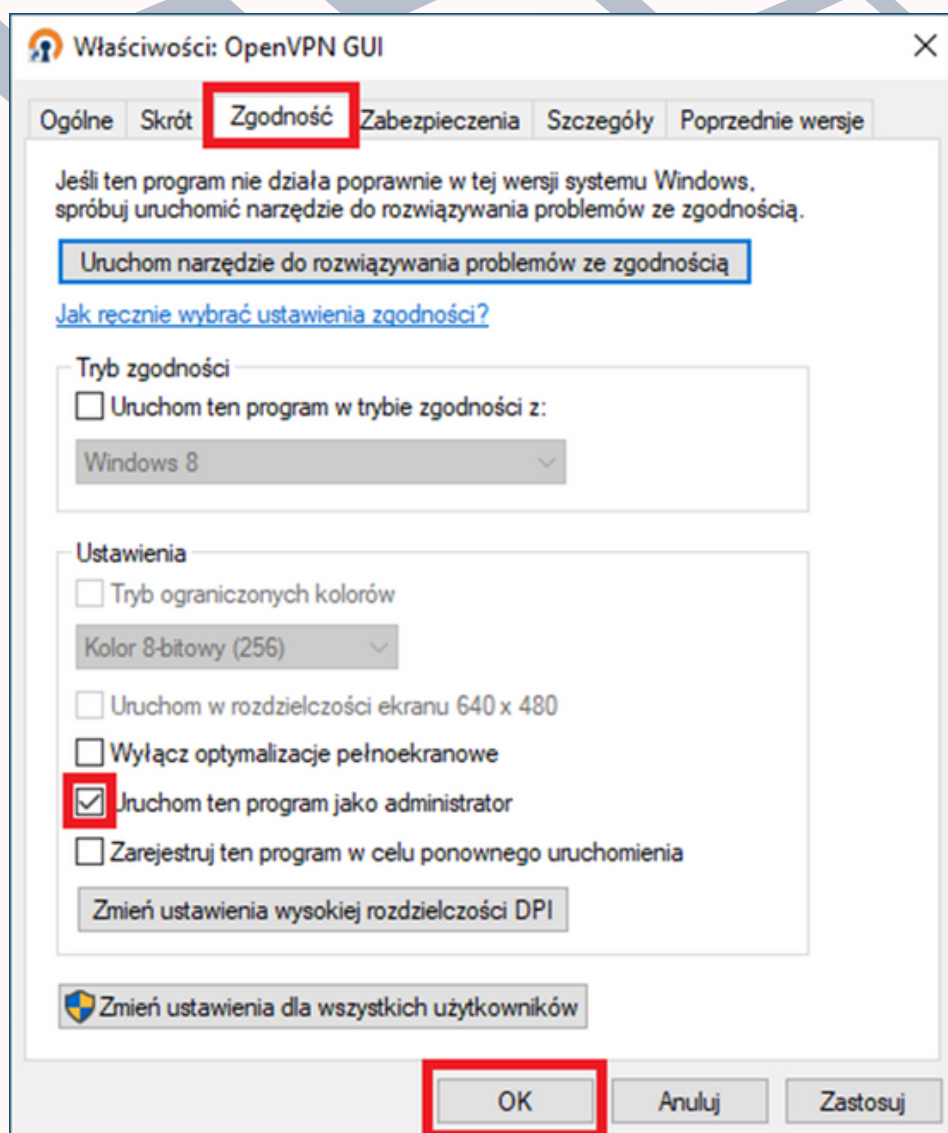 Właściwości: OpenVPN GUI
Ogólne Skrót Zgodność Zabezpieczenia Szczegóły Poprzednie wersje
Jeśli ten program nie działa poprawnie w tej wersji systemu Windows,
spróbuj uruchomić narzędzie do rozwiązywania problemów ze zgodnością.
Uruchom narzędzie do rozwiązywania problemów ze zgodnością
Jak ręcznie wybrać ustawienia zgodności?
Tryb zgodności
Uruchom ten program w trybie zgodności z:
Windows 8
Ustawienia
Tryb ograniczonych kolorów
Kolor 8-bitowy (256)
Uruchom w rozdzielczości ekranu 640 x 480
Wyłącz optymalizacje pełnoekranowe
Uruchom ten program jako administrator
Zarejestruj ten program w celu ponownego uruchomienia
Zmień ustawienia wysokiej rozdzielczości DPI
Zmień ustawienia dla wszystkich użytkowników
OK Anuluj Zastosuj